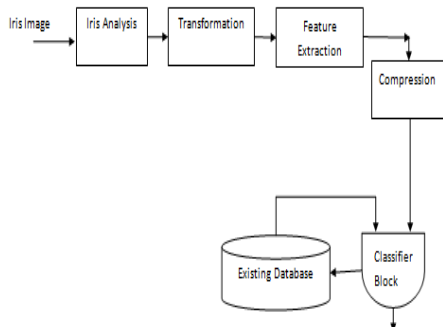 Iris Image
Iris Analysis
Transformation
Feature
Extraction
Compression
Existing Database
Classifier
Block